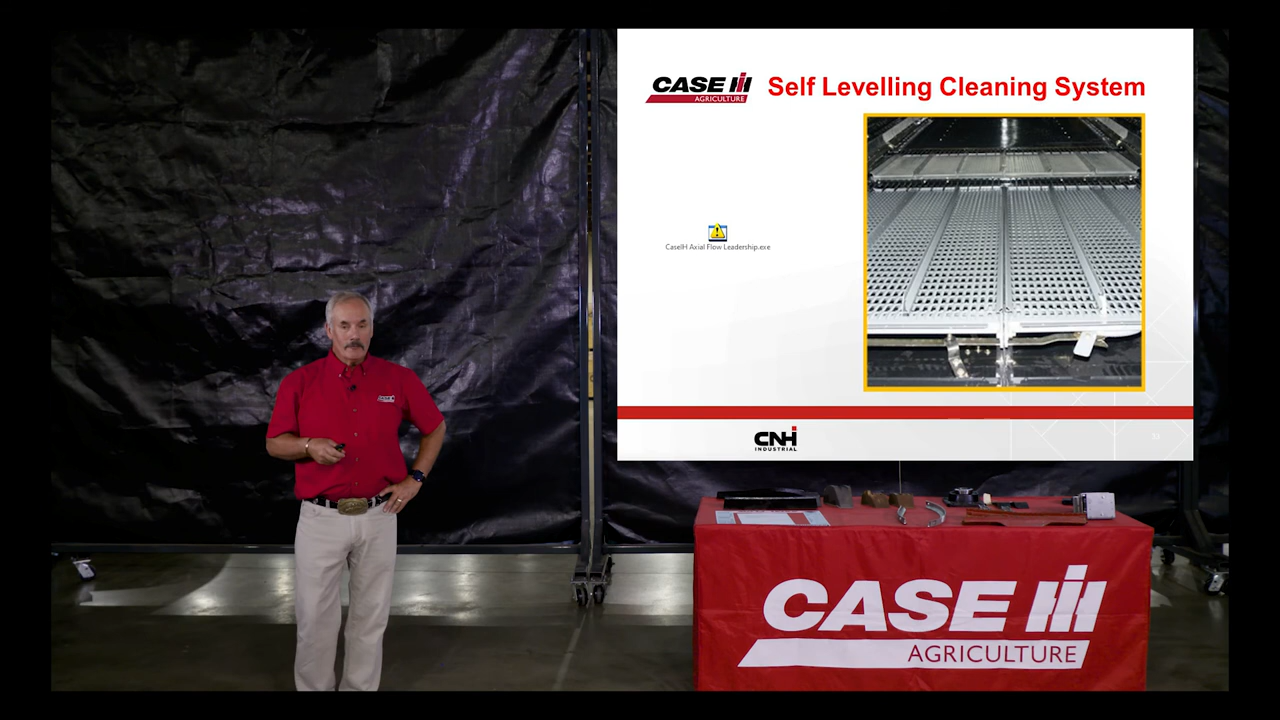 CASE IH
AGRICULTURE
Self Levelling Cleaning System
CaseIH Axial Flow Leadership.exe
CNH
INDUSTRIAL
CASE IH
AGRICULTURE